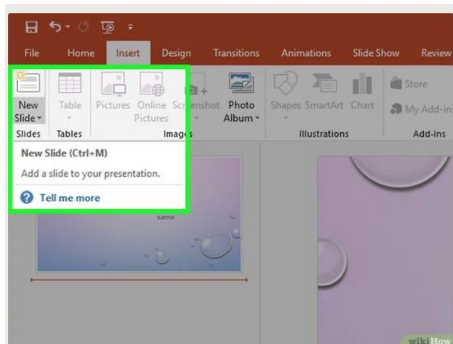 File Home Insert Design Transitions Animations Slide Show Review
New Slide Table Pictures Online Pictures Screenshot Photo Album Shapes SmartArt Chart Store
My Add-ins
Slides Tables Images Illustrations Add-ins
New Slide (Ctrl+M)
Add a slide to your presentation.
? Tell me more
wikiHow